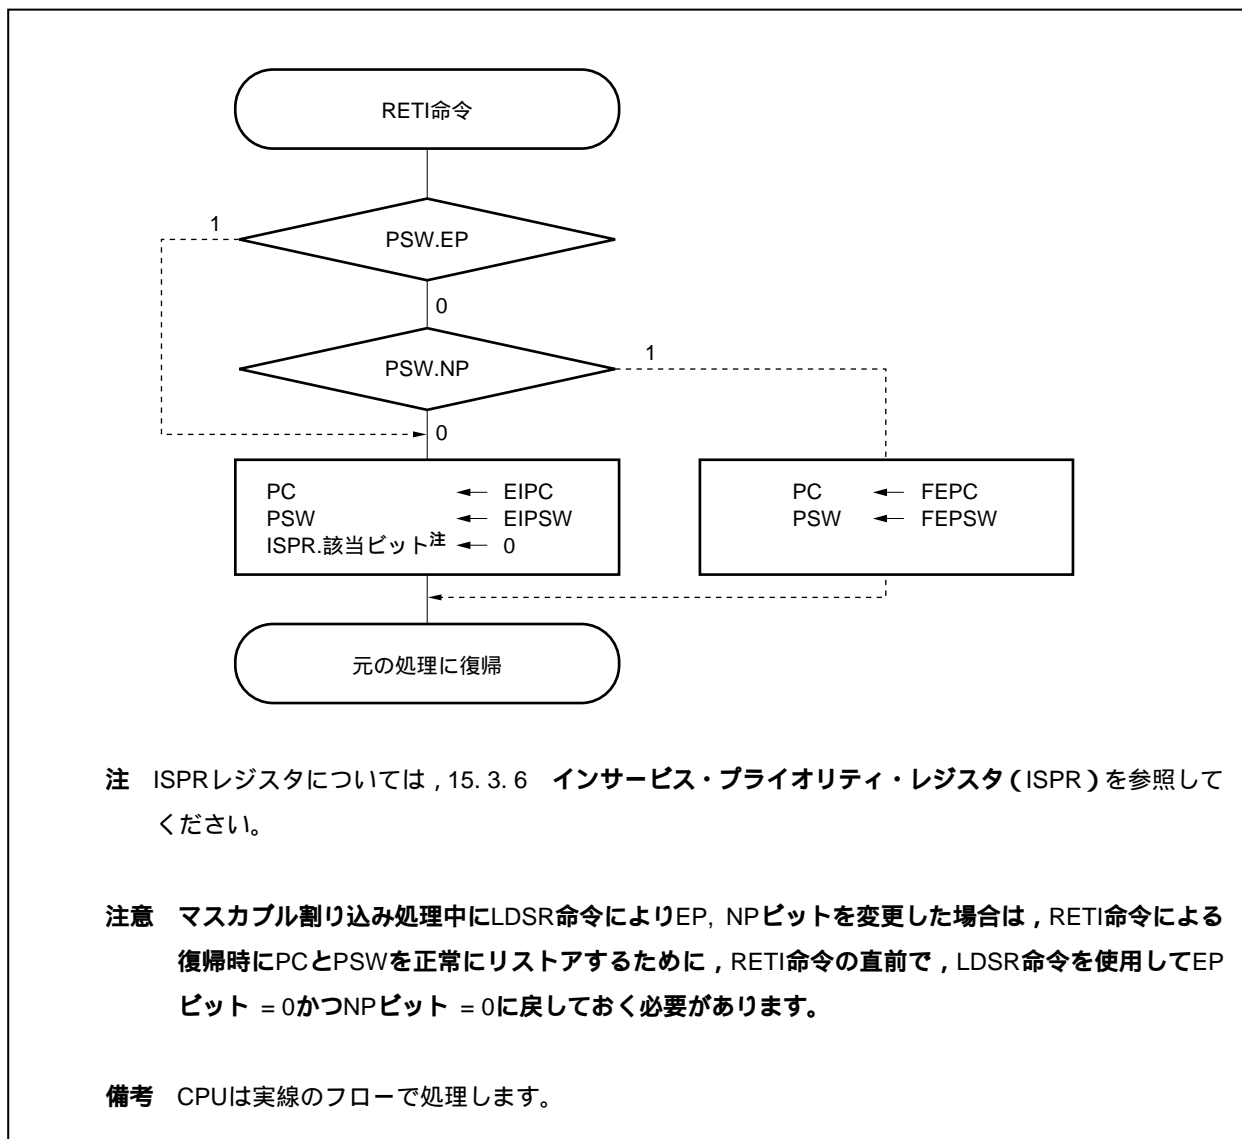 RETI命令
1
PSW.EP
0
PSW.NP
1
0
PC ← EIPC
PSW ← EIPSW
ISPR.該当ビット注 ← 0
PC ← FEPC
PSW ← FEPSW
元の処理に復帰
注 ISPRレジスタについては，15. 3. 6 インサービス・プライオリティ・レジスタ（ISPR）を参照して
ください。
注意 マスカブル割り込み処理中にLDSR命令によりEP, NPビットを変更した場合は，RETI命令による
復帰時にPCとPSWを正常にリストアするために，RETI命令の直前で，LDSR命令を使用してEP
ビット = 0かつNPビット = 0に戻しておく必要があります。
備考 CPUは実線のフローで処理します。